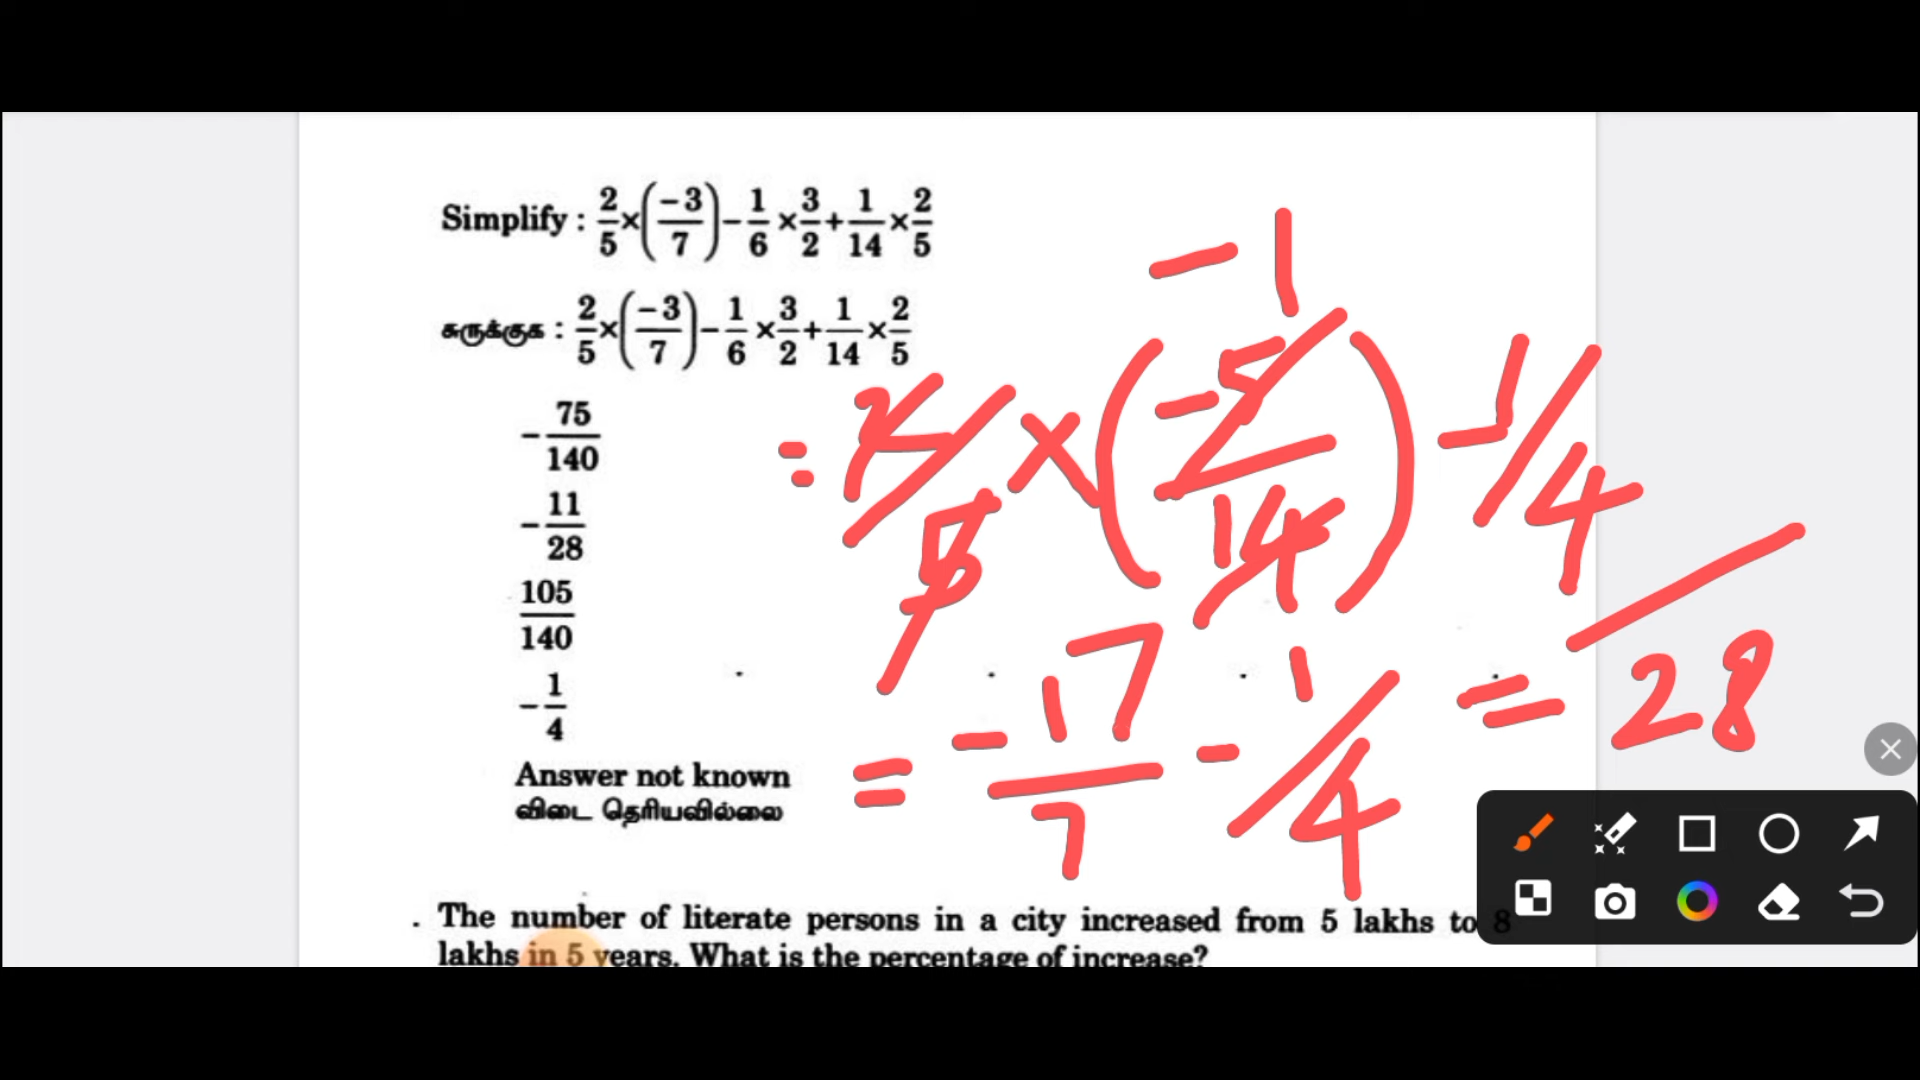 Simplify : 2/5 × (-3/7) - 1/6 × 3/2 + 1/14 × 2/5
சுருக்குக : 2/5 × (-3/7) - 1/6 × 3/2 + 1/14 × 2/5
- 75/140
- 11/28
105/140
- 1/4
Answer not known
விடை தெரியவில்லை
-1
= 2/5 × (-5/14) - 1/4
7
= -1/7 - 1/4 = /28
. The number of literate persons in a city increased from 5 lakhs to 8
lakhs in 5 years. What is the percentage of increase?